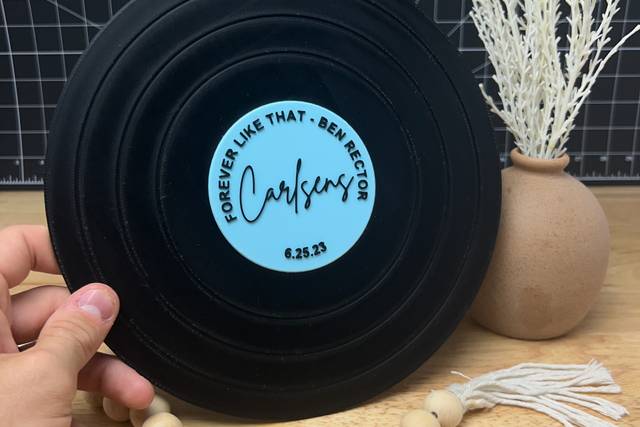 FOREVER LIKE THAT - BEN RECTOR
Carlsens
6.25.23